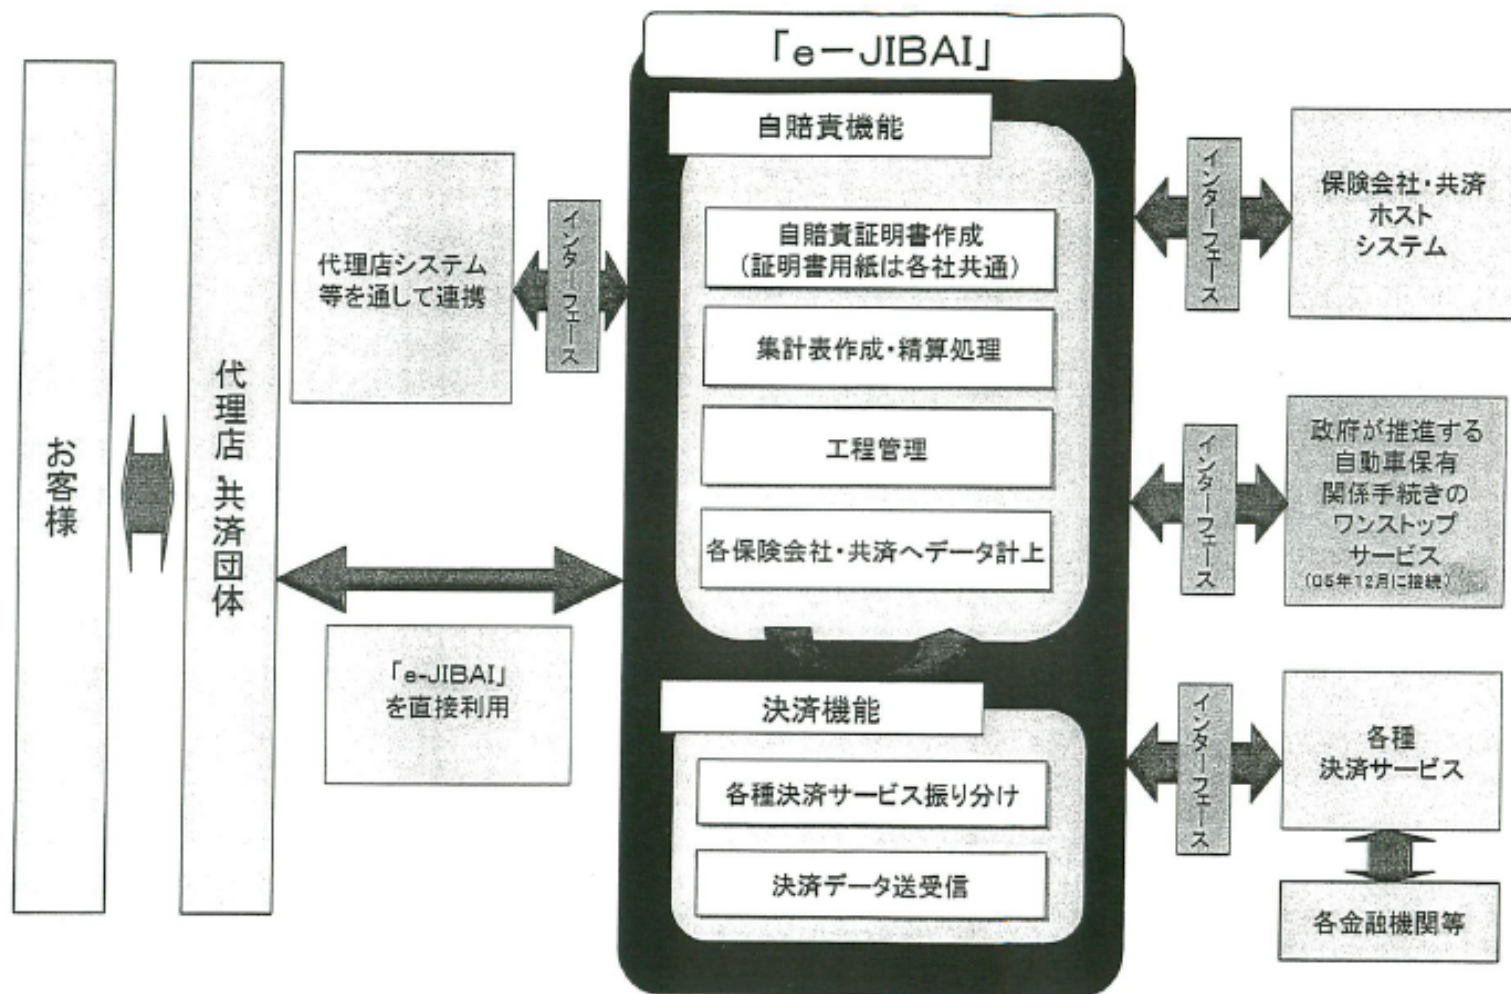 「e－JIBAI」
お客様
代理店・共済団体
代理店システム
等を通して連携
インターフェース
「e-JIBAI」
を直接利用
自賠責機能
自賠責証明書作成
(証明書用紙は各社共通)
集計表作成・精算処理
工程管理
各保険会社・共済へデータ計上
決済機能
各種決済サービス振り分け
決済データ送受信
インターフェース
保険会社・共済
ホスト
システム
インターフェース
政府が推進する
自動車保有
関係手続きの
ワンストップ
サービス
(05年12月に接続)
インターフェース
各種
決済サービス
各金融機関等